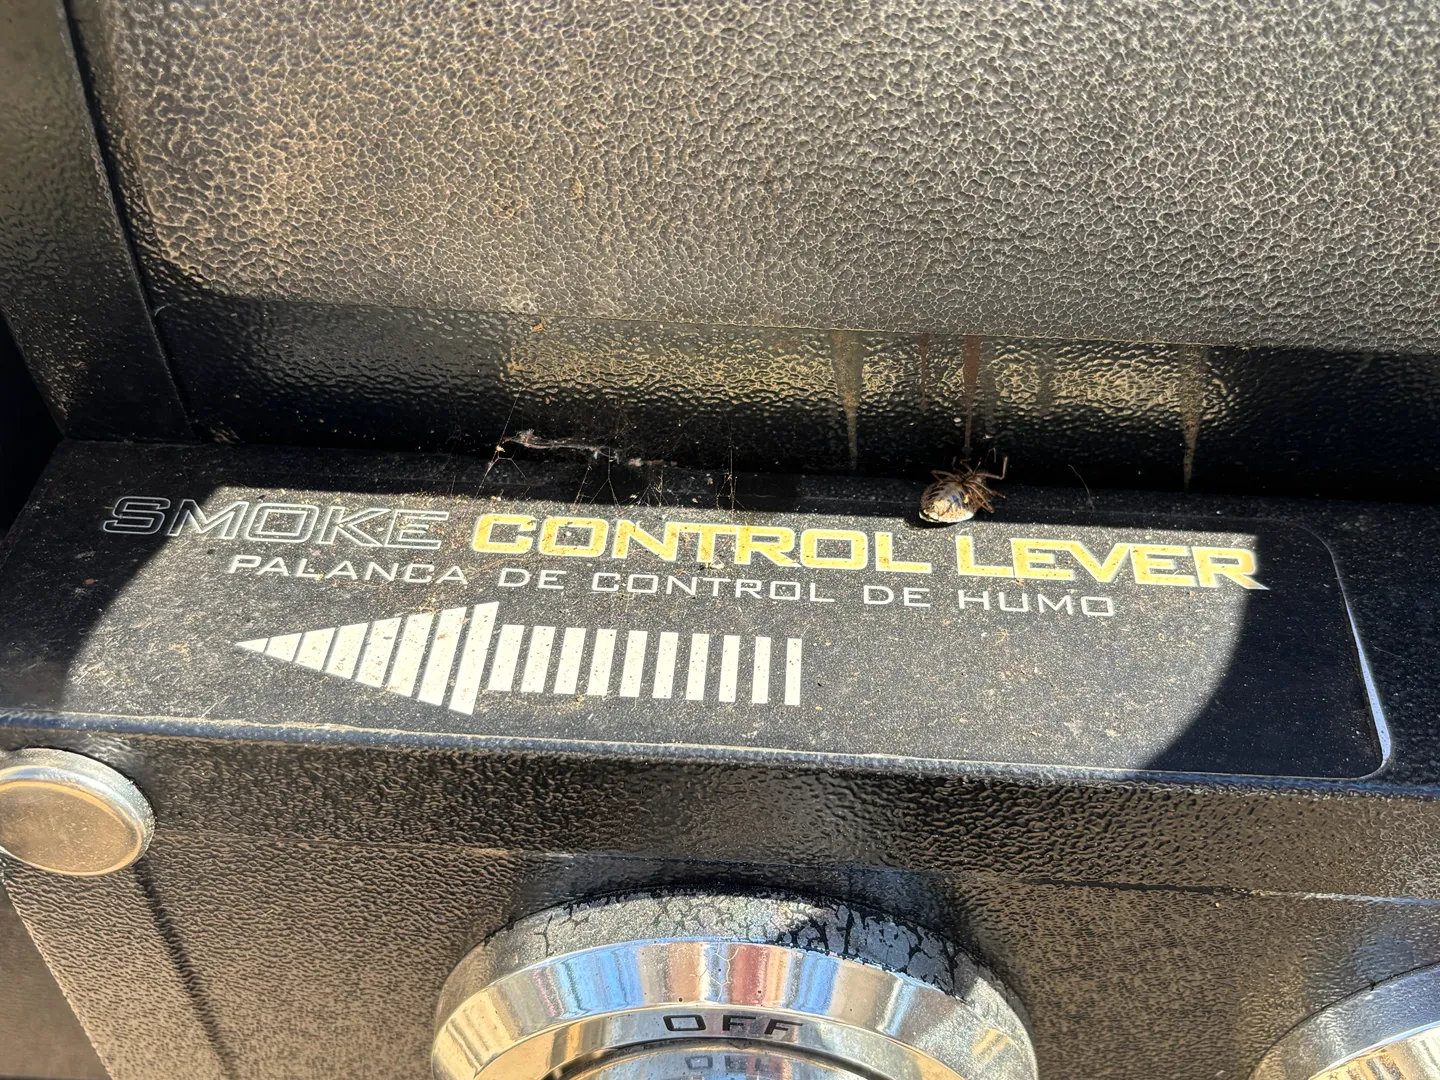 SMOKE CONTROL LEVER
PALANCA DE CONTROL DE HUMO
OFF